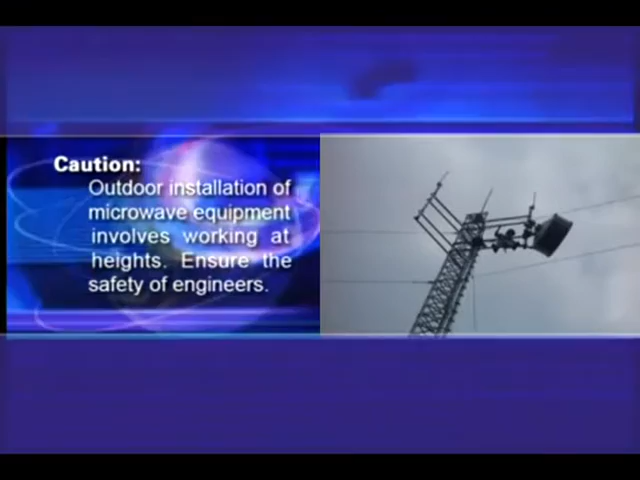 Caution:
Outdoor installation of
microwave equipment
involves working at
heights. Ensure the
safety of engineers.